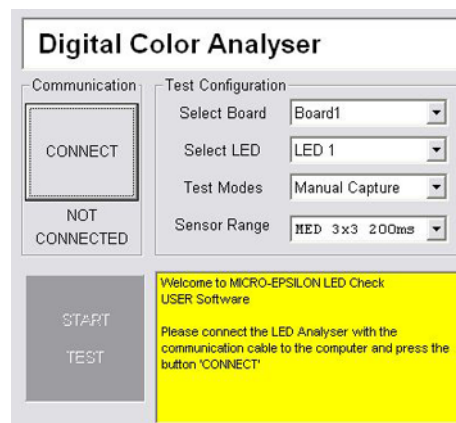 Digital Color Analyser
Communication
CONNECT
NOT
CONNECTED
Test Configuration
Select Board Board1
Select LED LED 1
Test Modes Manual Capture
Sensor Range MED 3x3 200ms
START
TEST
Welcome to MICRO-EPSILON LED Check
USER Software
Please connect the LED Analyser with the
communication cable to the computer and press the
button 'CONNECT'